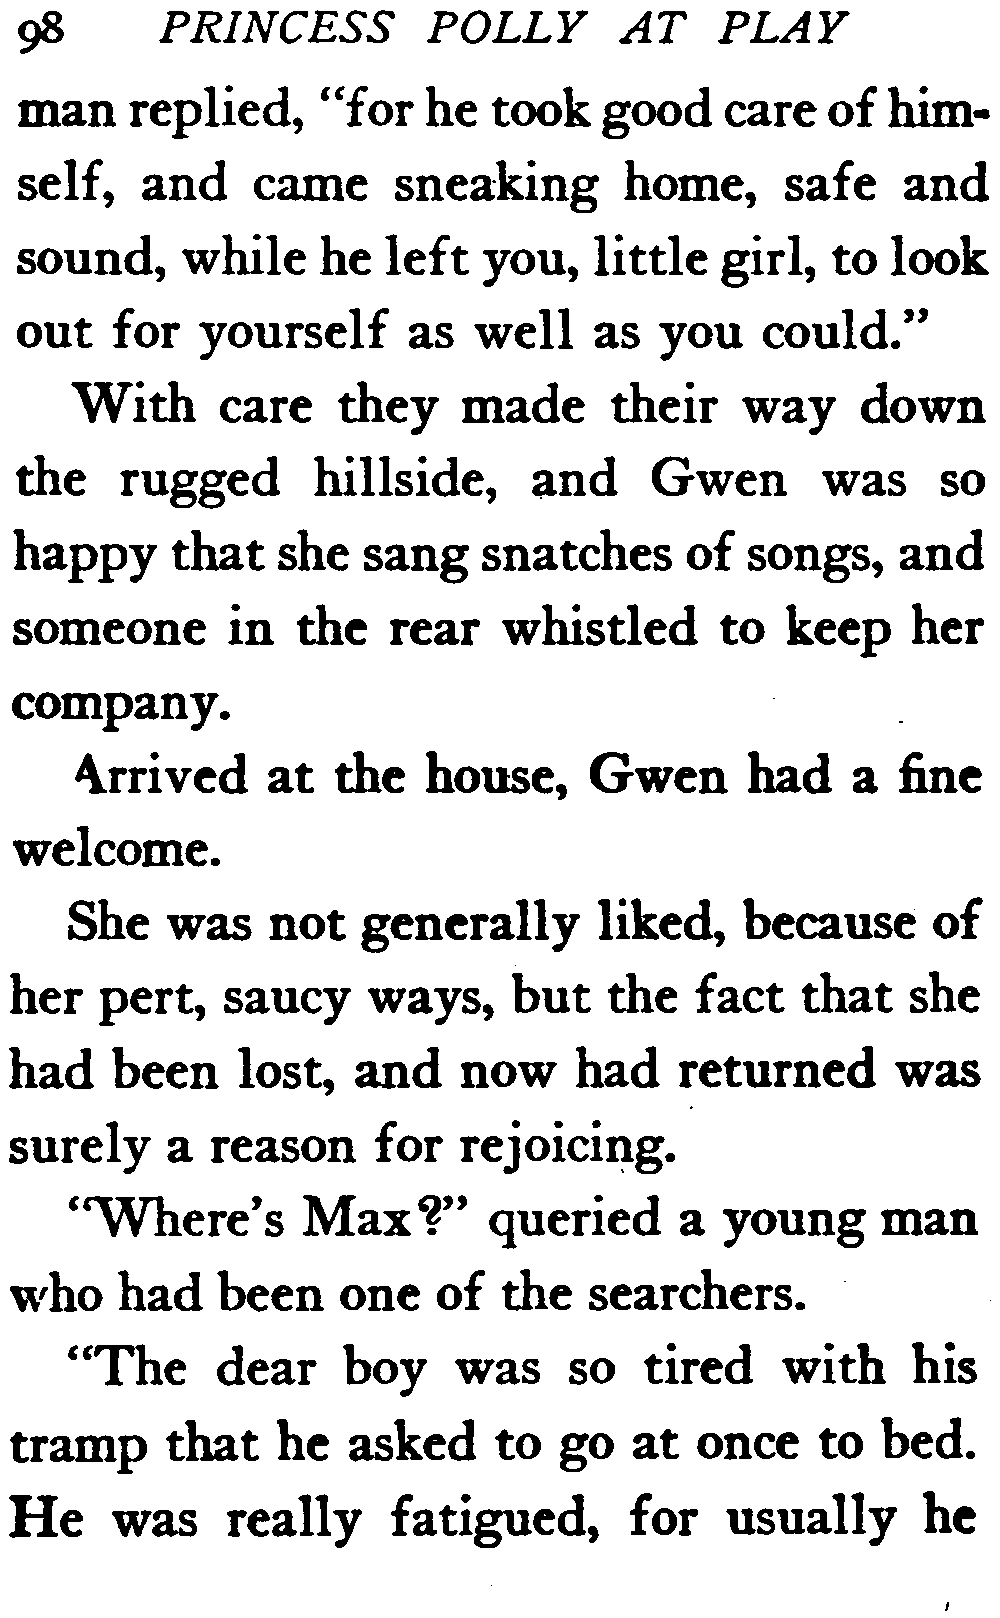 98 PRINCESS POLLY AT PLAY
man replied, "for he took good care of him-
self, and came sneaking home, safe and
sound, while he left you, little girl, to look
out for yourself as well as you could."
With care they made their way down
the rugged hillside, and Gwen was so
happy that she sang snatches of songs, and
someone in the rear whistled to keep her
company.
Arrived at the house, Gwen had a fine
welcome.
She was not generally liked, because of
her pert, saucy ways, but the fact that she
had been lost, and now had returned was
surely a reason for rejoicing.
"Where's Max?" queried a young man
who had been one of the searchers.
"The dear boy was so tired with his
tramp that he asked to go at once to bed.
He was really fatigued, for usually he